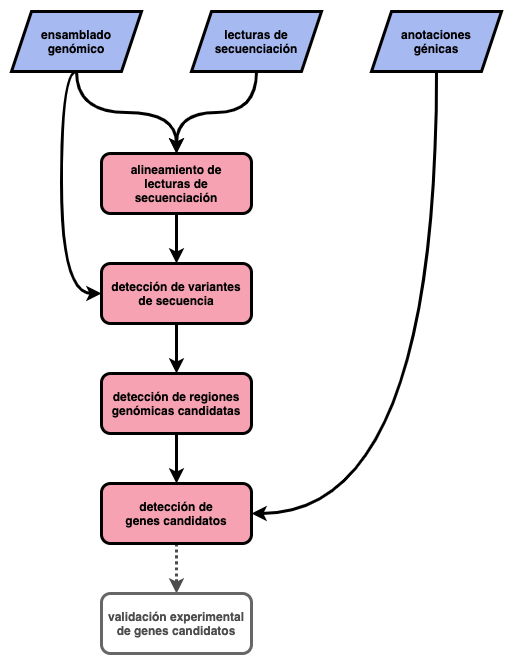 ensamblado
genómico
lecturas de
secuenciación
anotaciones
génicas
alineamiento de
lecturas de
secuenciación
detección de variantes
de secuencia
detección de regiones
genómicas candidatas
detección de
genes candidatos
validación experimental
de genes candidatos